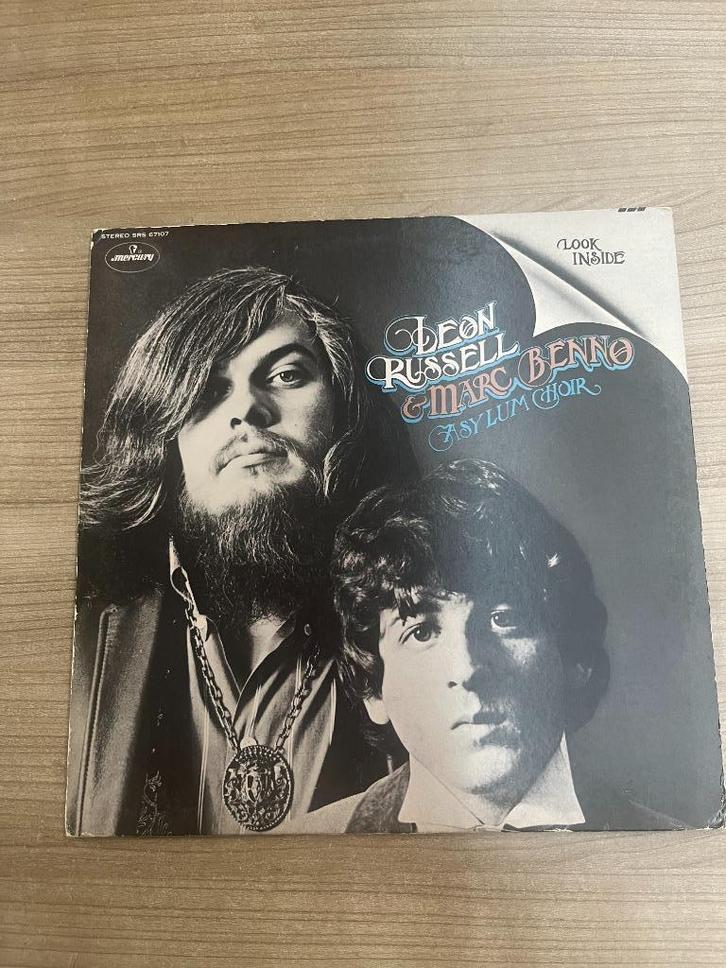 STEREO SRS 67107
mercury
LOOK
INSIDE
LEON
RUSSELL
& MARC BENNO
ASYLUM CHOIR